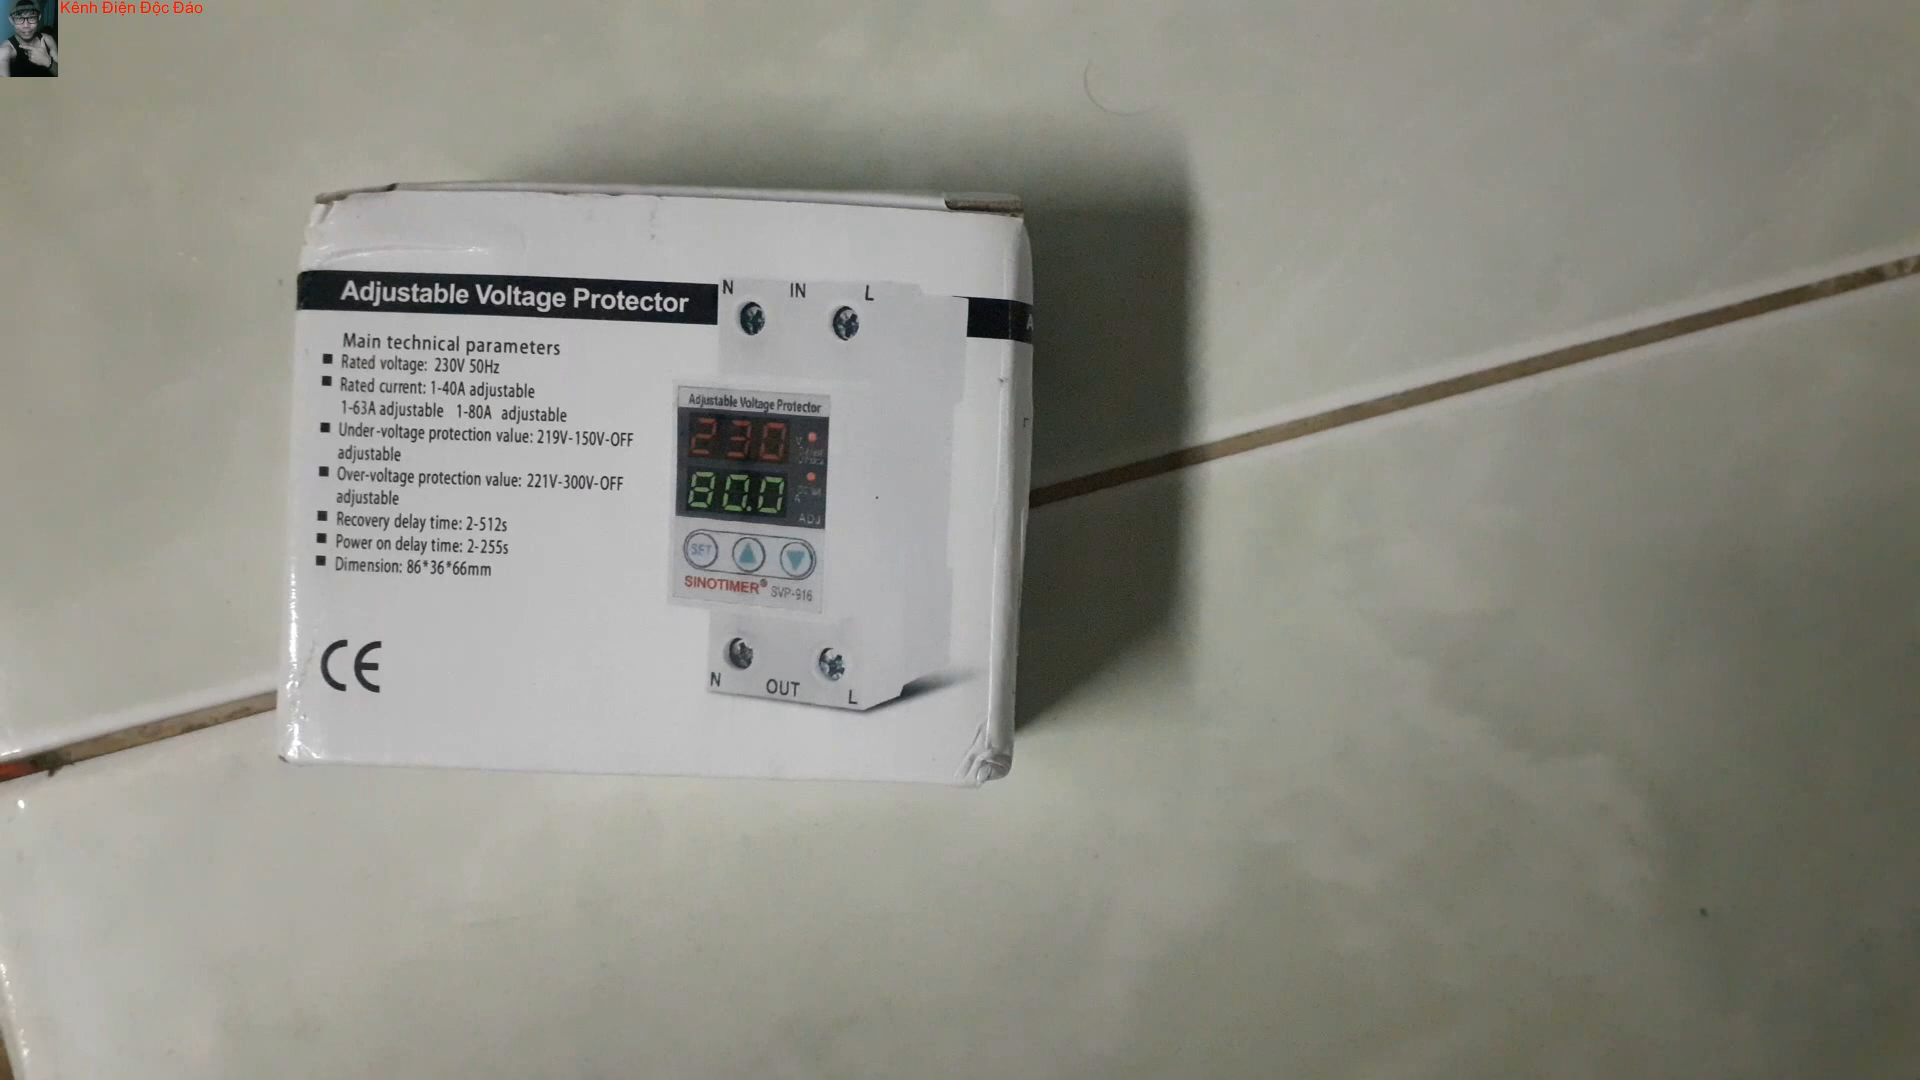 Kênh Điện Độc Đáo
Adjustable Voltage Protector
Main technical parameters
Rated voltage: 230V 50Hz
Rated current: 1-40A adjustable
1-63A adjustable 1-80A adjustable
Under-voltage protection value: 219V-150V-OFF
adjustable
Over-voltage protection value: 221V-300V-OFF
adjustable
Recovery delay time: 2-512s
Power on delay time: 2-255s
Dimension: 86*36*66mm
CE
N IN L
Adjustable Voltage Protector
230 V
80.0 A
ADJ
SET
SINOTIMER® SVP-916
N OUT L